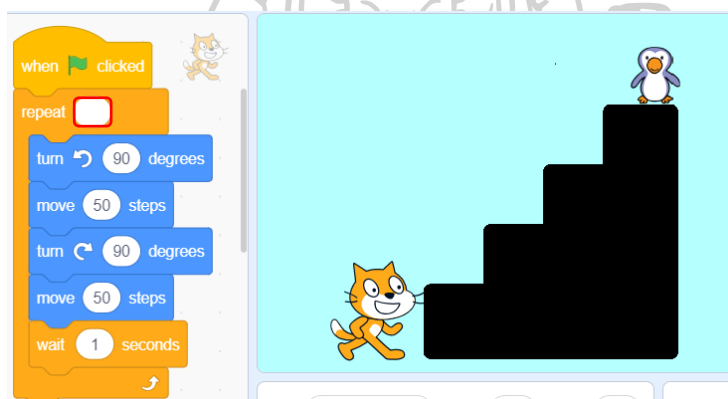 when clicked
repeat
turn 90 degrees
move 50 steps
turn 90 degrees
move 50 steps
wait 1 seconds